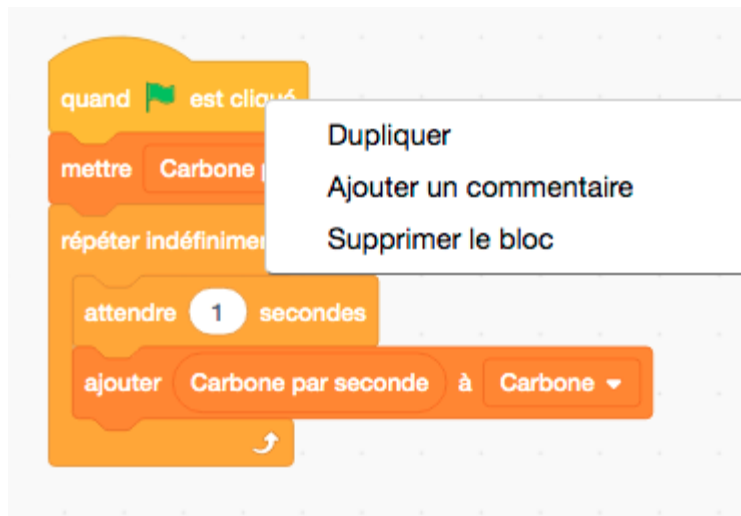 quand est cliqué
mettre Carbone
répéter
attendre 1 secondes
ajouter Carbone par seconde à Carbone
Dupliquer
Ajouter un commentaire
Supprimer le bloc